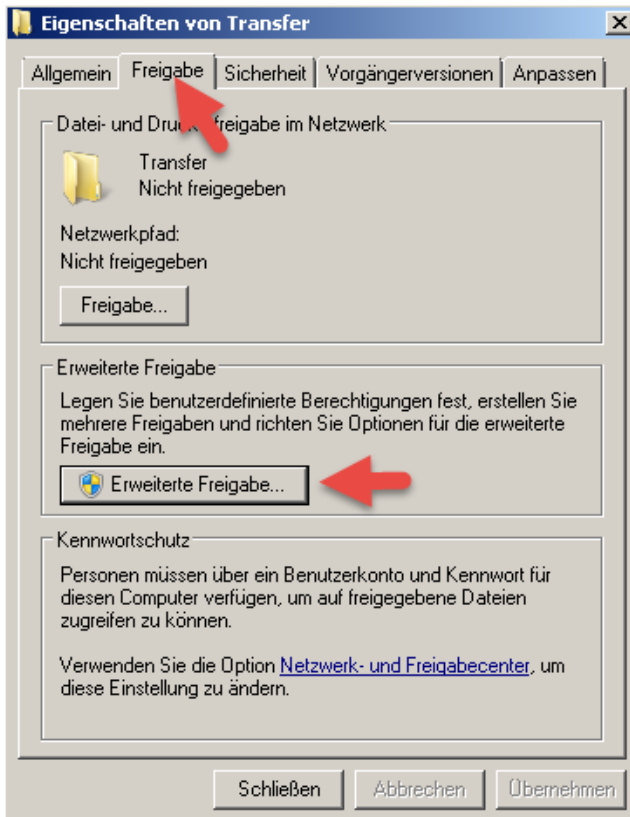 Eigenschaften von Transfer
Allgemein Freigabe Sicherheit Vorgängerversionen Anpassen
Datei- und Druckerfreigabe im Netzwerk
Transfer
Nicht freigegeben
Netzwerkpfad:
Nicht freigegeben
Freigabe...
Erweiterte Freigabe
Legen Sie benutzerdefinierte Berechtigungen fest, erstellen Sie
mehrere Freigaben und richten Sie Optionen für die erweiterte
Freigabe ein.
Erweiterte Freigabe...
Kennwortschutz
Personen müssen über ein Benutzerkonto und Kennwort für
diesen Computer verfügen, um auf freigegebene Dateien
zugreifen zu können.
Verwenden Sie die Option Netzwerk- und Freigabecenter, um
diese Einstellung zu ändern.
Schließen Abbrechen Übernehmen